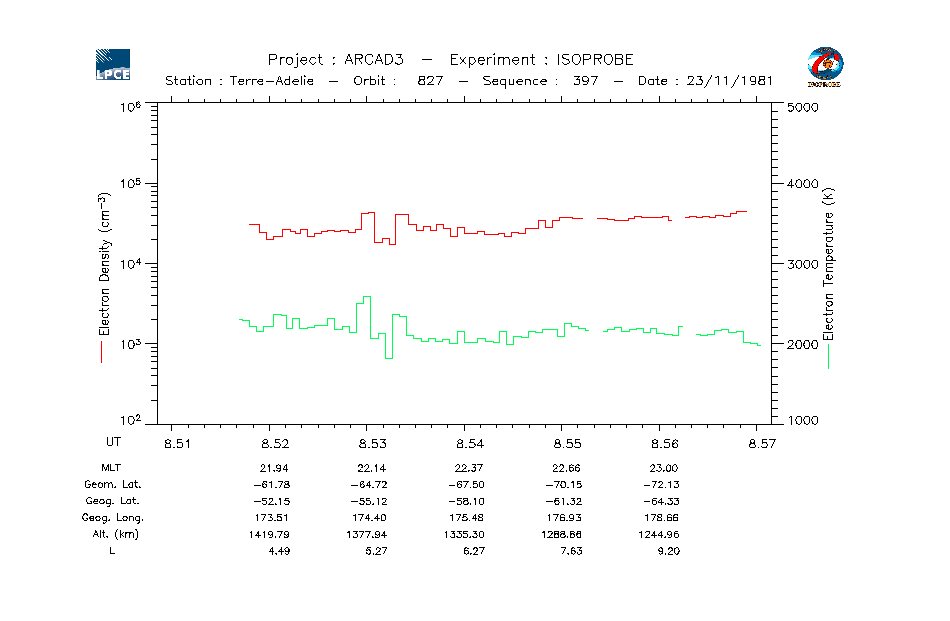 LPCE
Project : ARCAD3 — Experiment : ISOPROBE
Station : Terre-Adelie — Orbit : 827 — Sequence : 397 — Date : 23/11/1981
ISOPROBE
10⁶ 5000
10⁵ 4000
10⁴ 3000
10³ 2000
10² 1000
Electron Density (cm⁻³)
Electron Temperature (K)
UT 8.51 8.52 8.53 8.54 8.55 8.56 8.57
MLT 21.94 22.14 22.37 22.66 23.00
Geom. Lat. −61.78 −64.72 −67.50 −70.15 −72.13
Geog. Lat. −52.15 −55.12 −58.10 −61.32 −64.33
Geog. Long. 173.51 174.40 175.48 176.93 178.66
Alt. (km) 1419.79 1377.94 1335.30 1288.66 1244.96
L 4.49 5.27 6.27 7.63 9.20